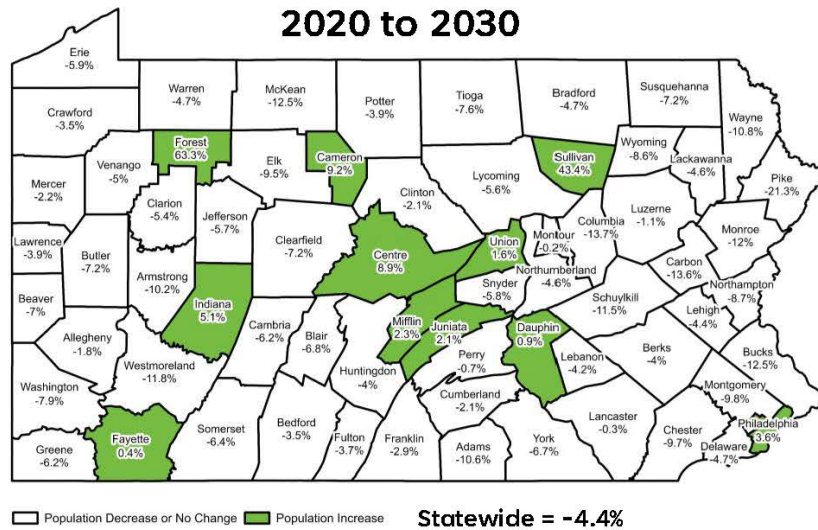 2020 to 2030
Erie
-5.9%
Crawford
-3.5%
Warren
-4.7%
McKean
-12.5%
Potter
-3.9%
Tioga
-7.6%
Bradford
-4.7%
Susquehanna
-7.2%
Wayne
-10.8%
Forest
63.3%
Venango
-5%
Elk
-9.5%
Cameron
9.2%
Sullivan
43.4%
Wyoming
-8.6%
Lackawanna
-4.6%
Pike
-21.3%
Mercer
-2.2%
Clarion
-5.4%
Jefferson
-5.7%
Clinton
-2.1%
Lycoming
-5.6%
Columbia
-13.7%
Luzerne
-1.1%
Monroe
-12%
Lawrence
-3.9%
Butler
-7.2%
Clearfield
-7.2%
Centre
8.9%
Union
1.6%
Montour
-0.2%
Northumberland
-4.6%
Carbon
-13.6%
Northampton
-8.7%
Armstrong
-10.2%
Indiana
5.1%
Snyder
-5.8%
Schuylkill
-11.5%
Lehigh
-4.4%
Beaver
-7%
Allegheny
-1.8%
Cambria
-6.2%
Blair
-6.8%
Mifflin
2.3%
Juniata
2.1%
Dauphin
0.9%
Lebanon
-4.2%
Berks
-4%
Bucks
-12.5%
Westmoreland
-11.8%
Huntingdon
-4%
Perry
-0.7%
Montgomery
-9.8%
Washington
-7.9%
Cumberland
-2.1%
Lancaster
-0.3%
Chester
-9.7%
Philadelphia
3.6%
Delaware
-4.7%
Greene
-6.2%
Fayette
0.4%
Somerset
-6.4%
Bedford
-3.5%
Fulton
-3.7%
Franklin
-2.9%
Adams
-10.6%
York
-6.7%
Population Decrease or No Change
Population Increase
Statewide = -4.4%